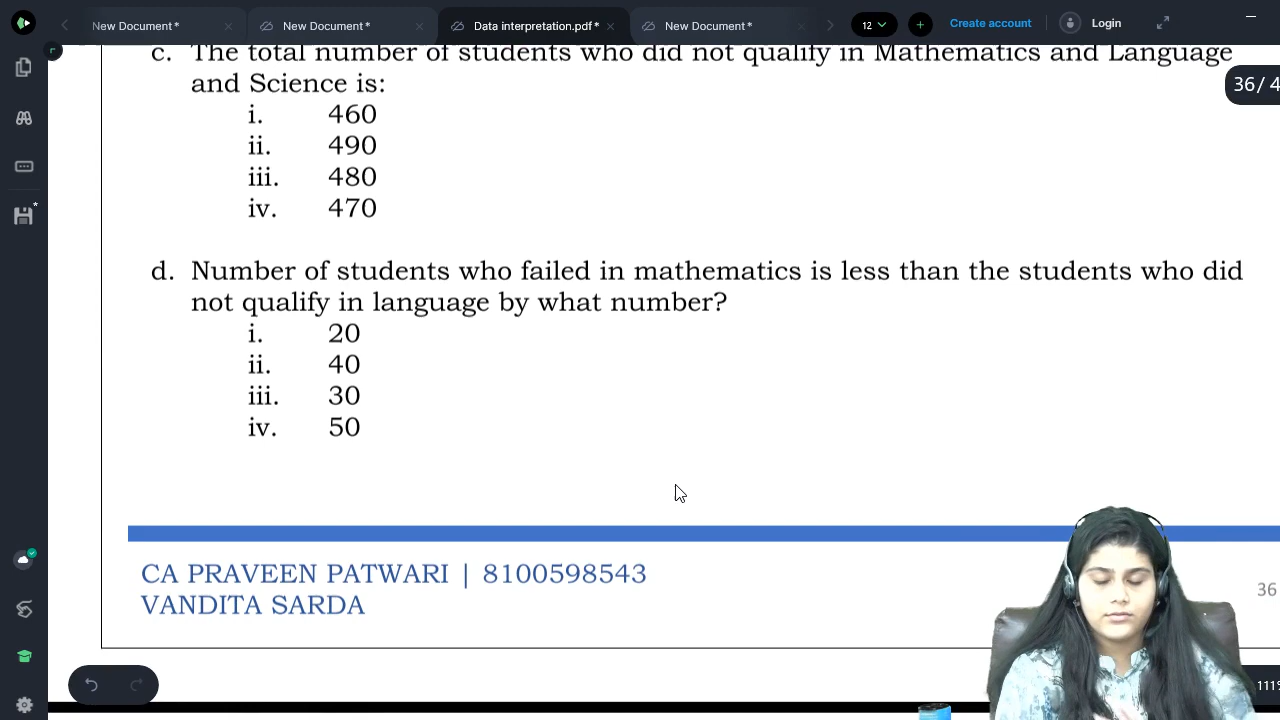 New Document *
New Document *
Data interpretation.pdf *
New Document *
12
Create account
Login
36/ 4
c. The total number of students who did not qualify in Mathematics and Language
and Science is:
i. 460
ii. 490
iii. 480
iv. 470
d. Number of students who failed in mathematics is less than the students who did
not qualify in language by what number?
i. 20
ii. 40
iii. 30
iv. 50
CA PRAVEEN PATWARI | 8100598543
VANDITA SARDA
36
111%